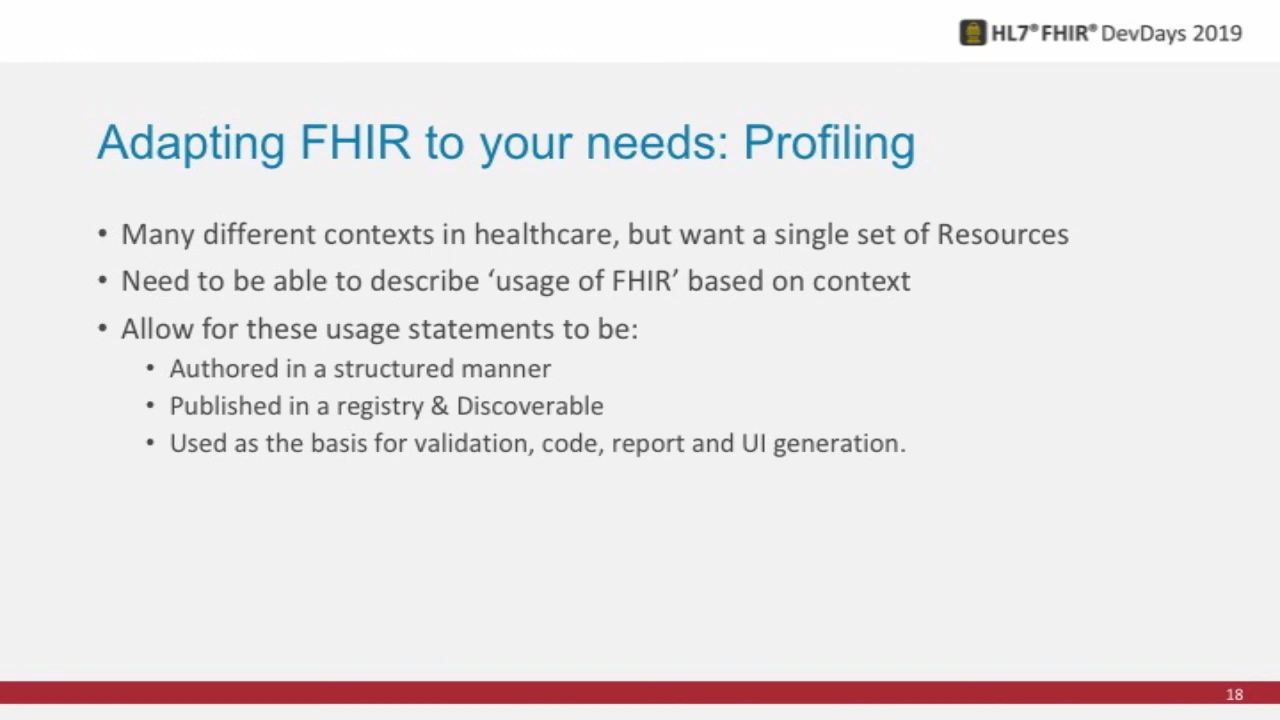 HL7® FHIR® DevDays 2019
Adapting FHIR to your needs: Profiling
• Many different contexts in healthcare, but want a single set of Resources
• Need to be able to describe ‘usage of FHIR’ based on context
• Allow for these usage statements to be:
• Authored in a structured manner
• Published in a registry & Discoverable
• Used as the basis for validation, code, report and UI generation.
18